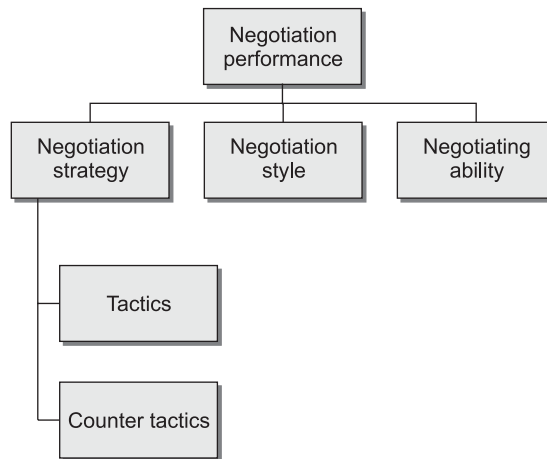 Negotiation
performance
Negotiation
strategy
Negotiation
style
Negotiating
ability
Tactics
Counter tactics